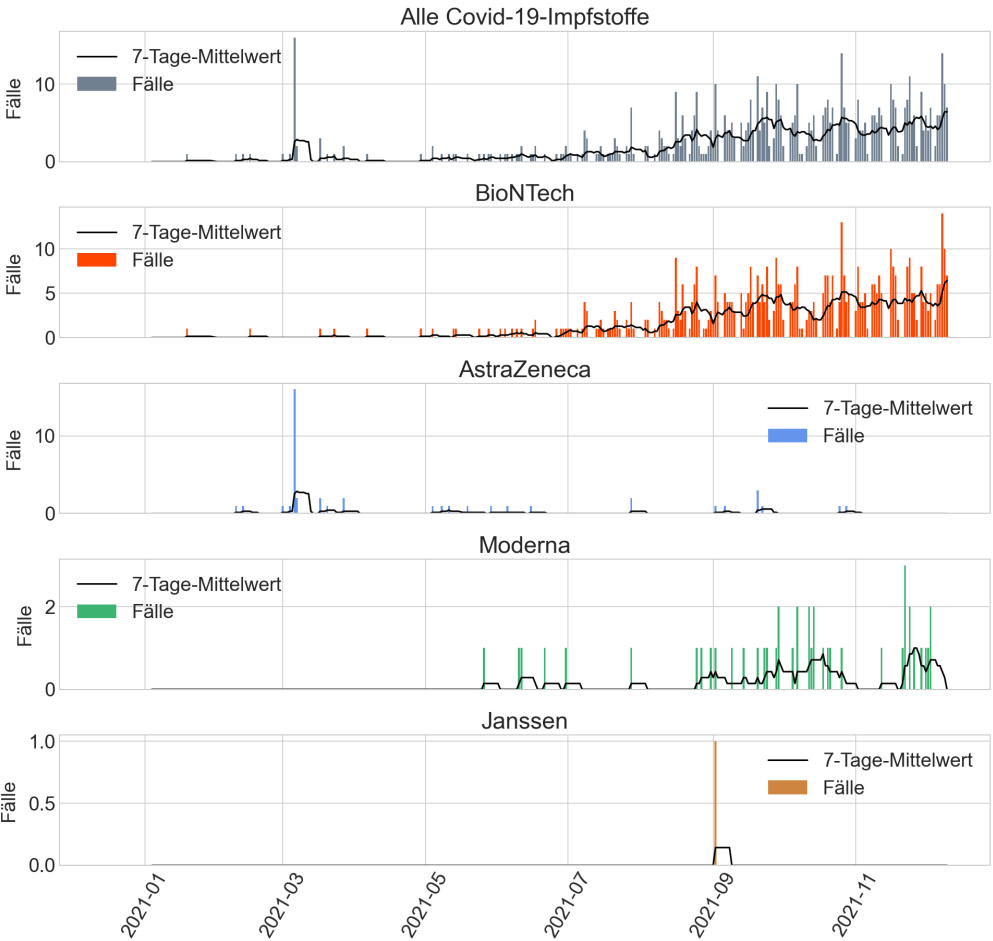 Alle Covid-19-Impfstoffe
7-Tage-Mittelwert
Fälle
Fälle
10
0
BioNTech
7-Tage-Mittelwert
Fälle
Fälle
10
5
0
AstraZeneca
7-Tage-Mittelwert
Fälle
Fälle
10
0
Moderna
7-Tage-Mittelwert
Fälle
Fälle
2
0
Janssen
7-Tage-Mittelwert
Fälle
Fälle
1.0
0.5
0.0
2021-01 2021-03 2021-05 2021-07 2021-09 2021-11